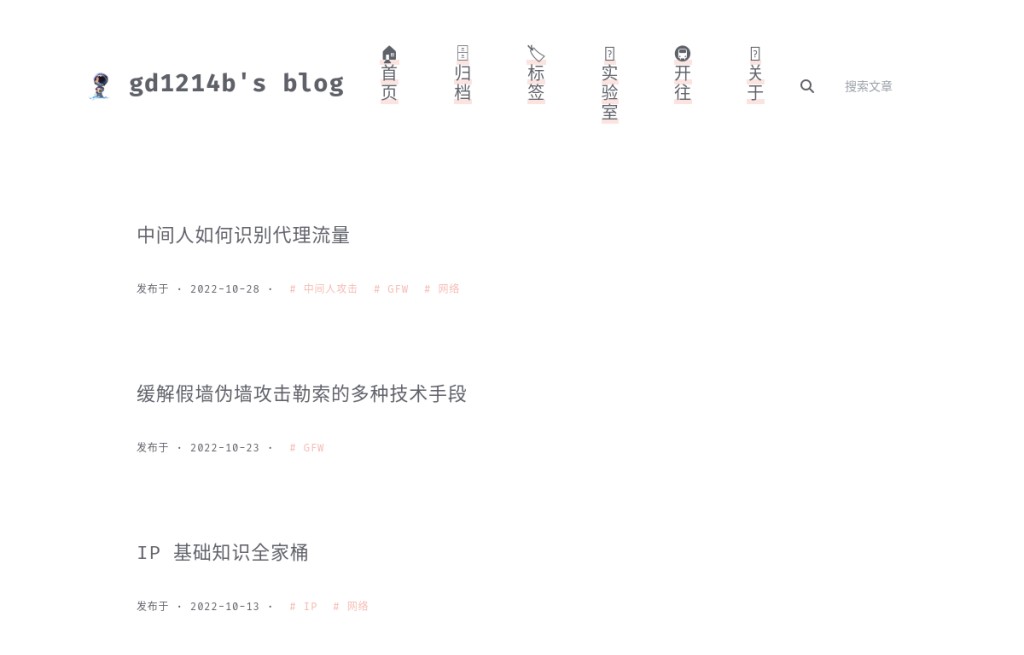 gd1214b's blog
首页
归档
标签
实验室
开往
关于
搜索文章
中间人如何识别代理流量
发布于 · 2022-10-28 · # 中间人攻击 # GFW # 网络
缓解假墙伪墙攻击勒索的多种技术手段
发布于 · 2022-10-23 · # GFW
IP 基础知识全家桶
发布于 · 2022-10-13 · # IP # 网络